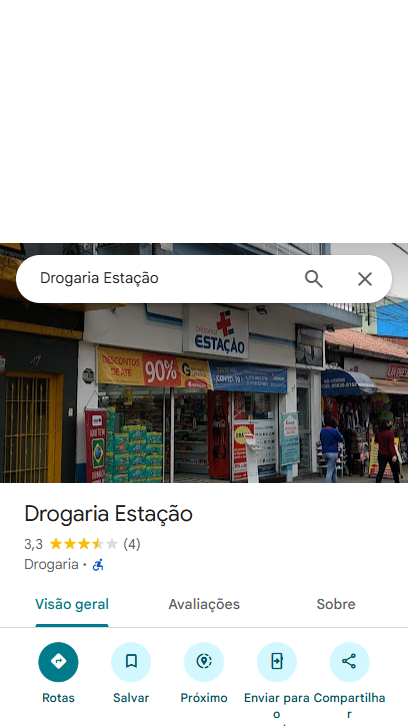 Drogaria Estação
DROGARIA
ESTAÇÃO
DESCONTOS
DE ATÉ
90%
COVID-19
Drogaria Estação
3,3 (4)
Drogaria •
Visão geral
Avaliações
Sobre
Rotas
Salvar
Próximo
Enviar para
o
Compartilha
r